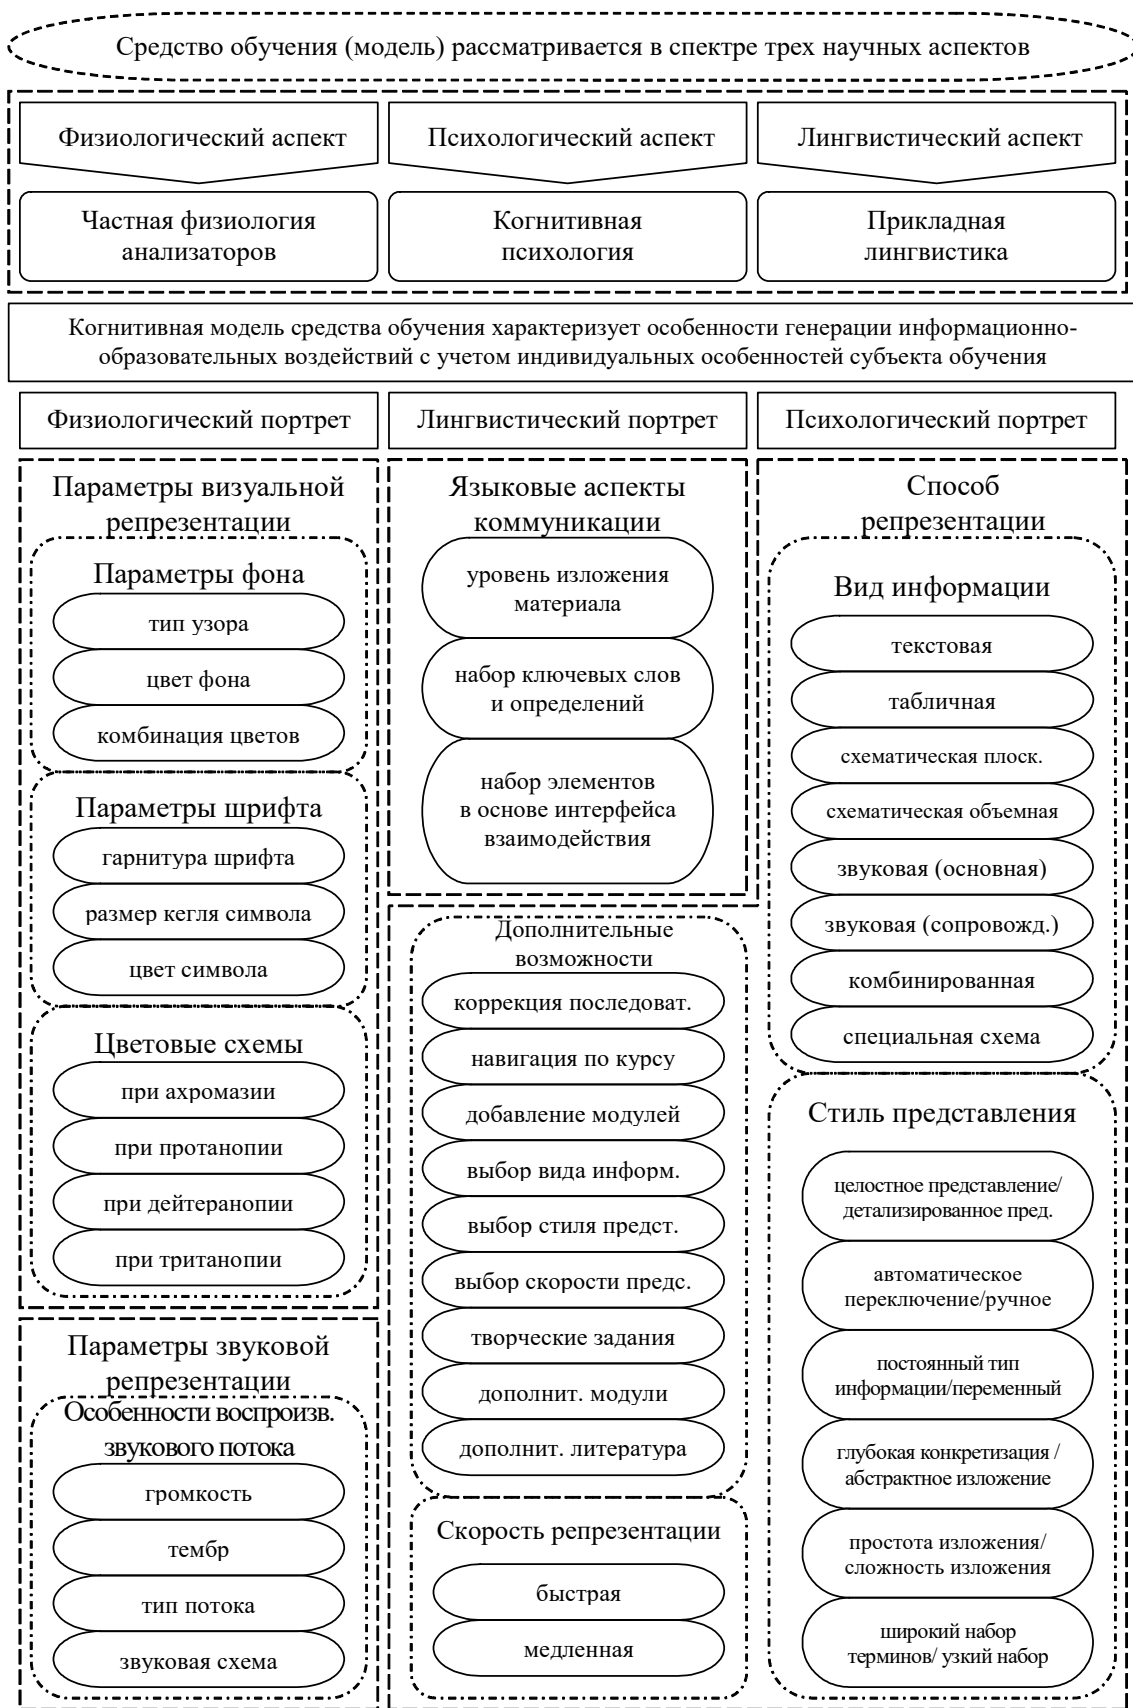 Средство обучения (модель) рассматривается в спектре трех научных аспектов
Физиологический аспект
Психологический аспект
Лингвистический аспект
Частная физиология
анализаторов
Когнитивная
психология
Прикладная
лингвистика
Когнитивная модель средства обучения характеризует особенности генерации информационно-
образовательных воздействий с учетом индивидуальных особенностей субъекта обучения
Физиологический портрет
Лингвистический портрет
Психологический портрет
Параметры визуальной
репрезентации
Параметры фона
тип узора
цвет фона
комбинация цветов
Параметры шрифта
гарнитура шрифта
размер кегля символа
цвет символа
Цветовые схемы
при ахромазии
при протанопии
при дейтеранопии
при тританопии
Параметры звуковой
репрезентации
Особенности воспроизв.
звукового потока
громкость
тембр
тип потока
звуковая схема
Языковые аспекты
коммуникации
уровень изложения
материала
набор ключевых слов
и определений
набор элементов
в основе интерфейса
взаимодействия
Дополнительные
возможности
коррекция последоват.
навигация по курсу
добавление модулей
выбор вида информ.
выбор стиля предст.
выбор скорости предс.
творческие задания
дополнит. модули
дополнит. литература
Скорость репрезентации
быстрая
медленная
Способ
репрезентации
Вид информации
текстовая
табличная
схематическая плоск.
схематическая объемная
звуковая (основная)
звуковая (сопровожд.)
комбинированная
специальная схема
Стиль представления
целостное представление/
детализированное пред.
автоматическое
переключение/ручное
постоянный тип
информации/переменный
глубокая конкретизация /
абстрактное изложение
простота изложения/
сложность изложения
широкий набор
терминов/ узкий набор